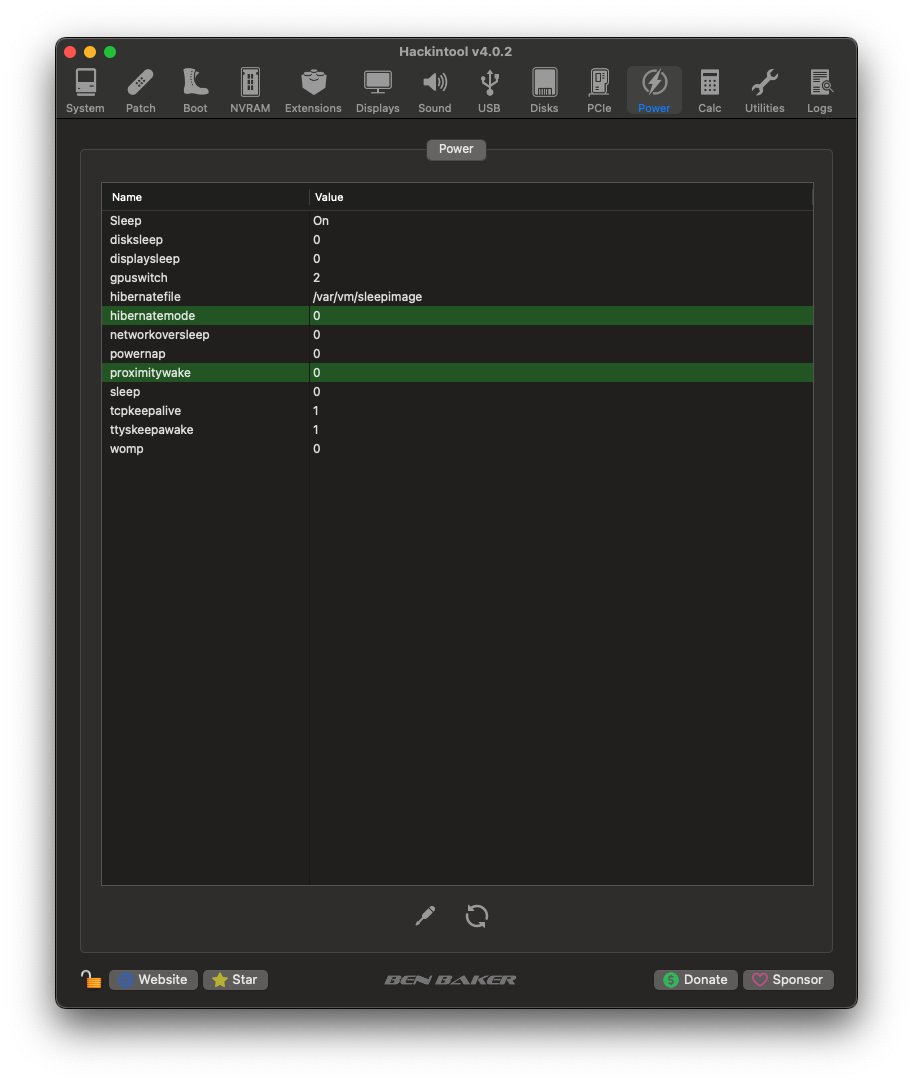 Hackintool v4.0.2
System Patch Boot NVRAM Extensions Displays Sound USB Disks PCIe Power Calc Utilities Logs
Power
Name Value
Sleep On
disksleep 0
displaysleep 0
gpuswitch 2
hibernatefile /var/vm/sleepimage
hibernatemode 0
networkoversleep 0
powernap 0
proximitywake 0
sleep 0
tcpkeepalive 1
ttyskeepawake 1
womp 0
Website Star BEN BAKER Donate Sponsor